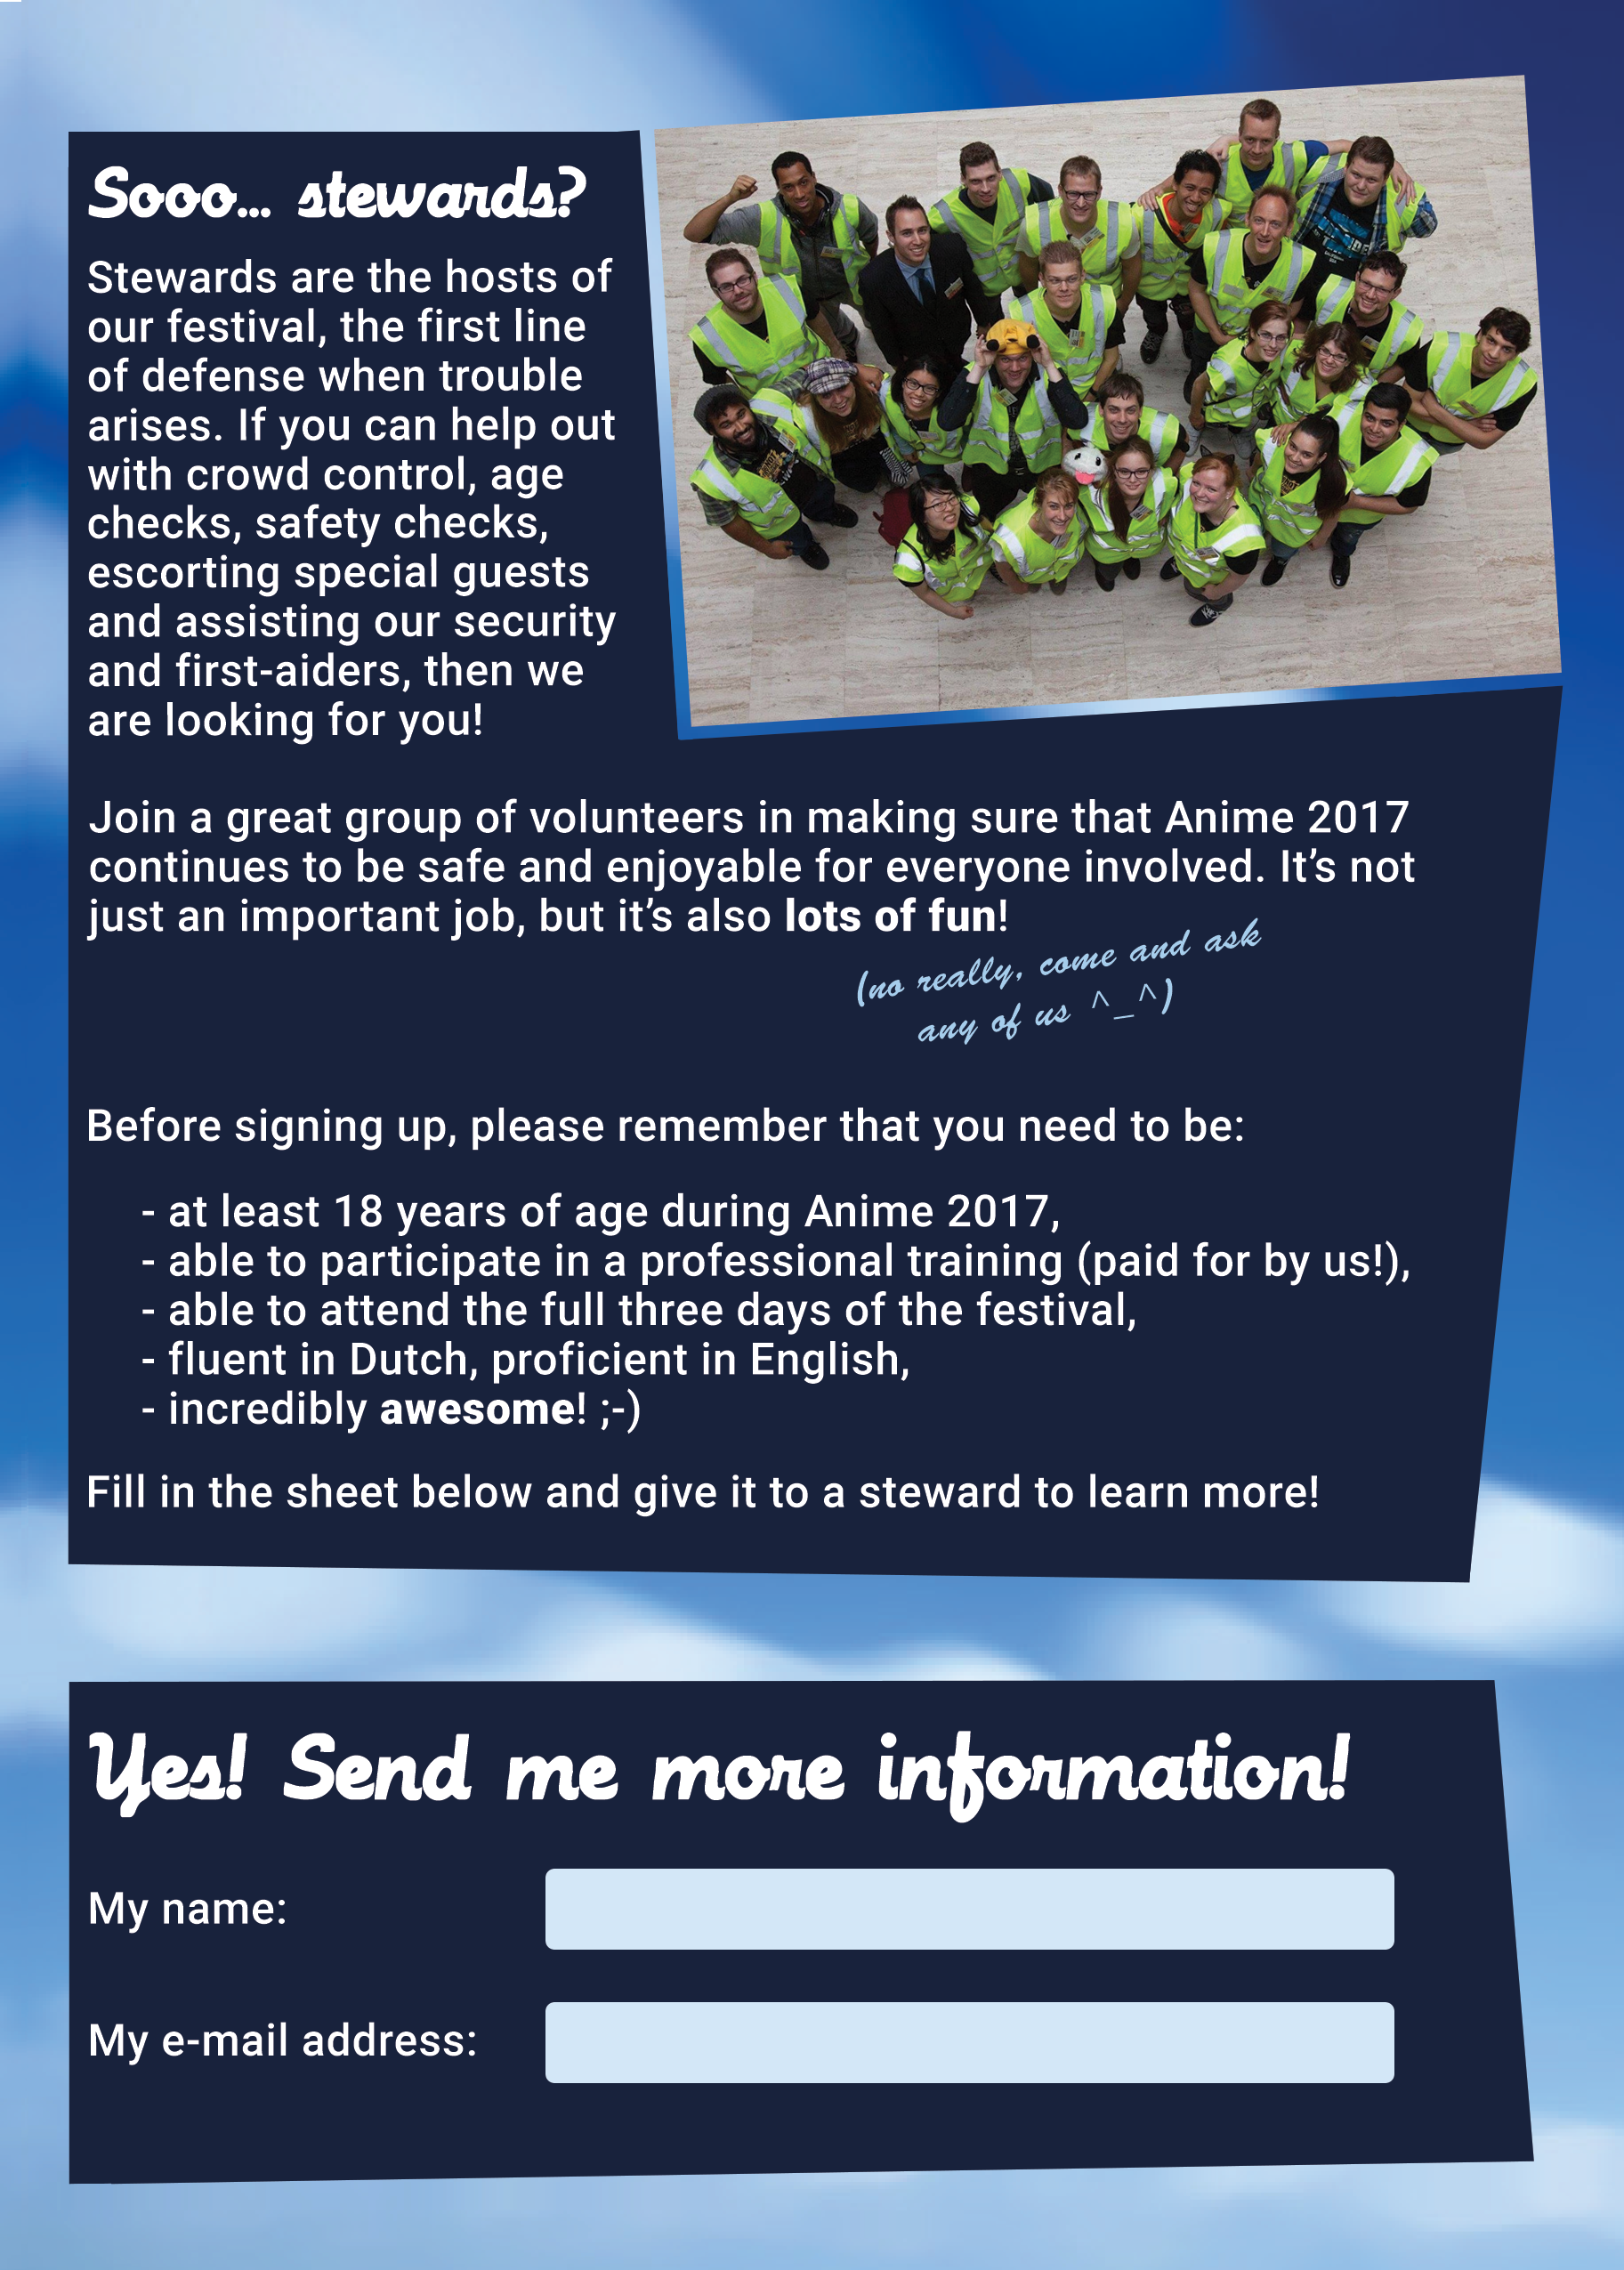 Sooo... stewards?
Stewards are the hosts of
our festival, the first line
of defense when trouble
arises. If you can help out
with crowd control, age
checks, safety checks,
escorting special guests
and assisting our security
and first-aiders, then we
are looking for you!
Join a great group of volunteers in making sure that Anime 2017
continues to be safe and enjoyable for everyone involved. It’s not
just an important job, but it’s also lots of fun!
(no really, come and ask
any of us ^_^)
Before signing up, please remember that you need to be:
- at least 18 years of age during Anime 2017,
- able to participate in a professional training (paid for by us!),
- able to attend the full three days of the festival,
- fluent in Dutch, proficient in English,
- incredibly awesome! ;-)
Fill in the sheet below and give it to a steward to learn more!
Yes! Send me more information!
My name:
My e-mail address: